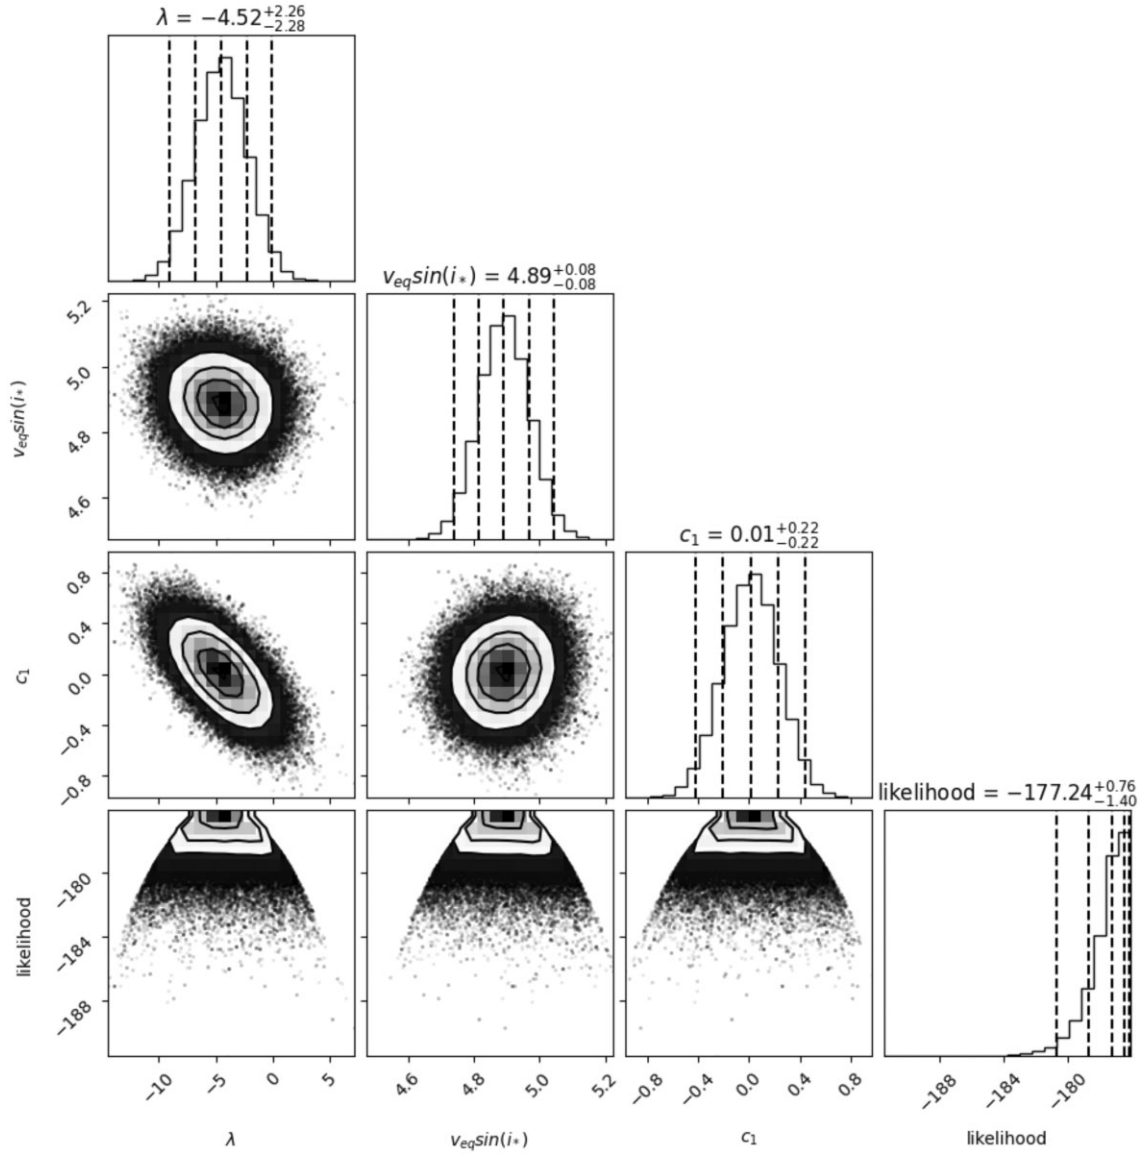 λ = −4.52^{+2.26}_{−2.28}
v_{eq}sin(i_*) = 4.89^{+0.08}_{−0.08}
5.2
5.0
4.8
4.6
v_{eq}sin(i_*)
c_1 = 0.01^{+0.22}_{−0.22}
0.8
0.4
0.0
−0.4
−0.8
c_1
likelihood = −177.24^{+0.76}_{−1.40}
−180
−184
−188
likelihood
−10 −5 0 5
4.6 4.8 5.0 5.2
−0.8 −0.4 0.0 0.4 0.8
−188 −184 −180
λ
v_{eq}sin(i_*)
c_1
likelihood